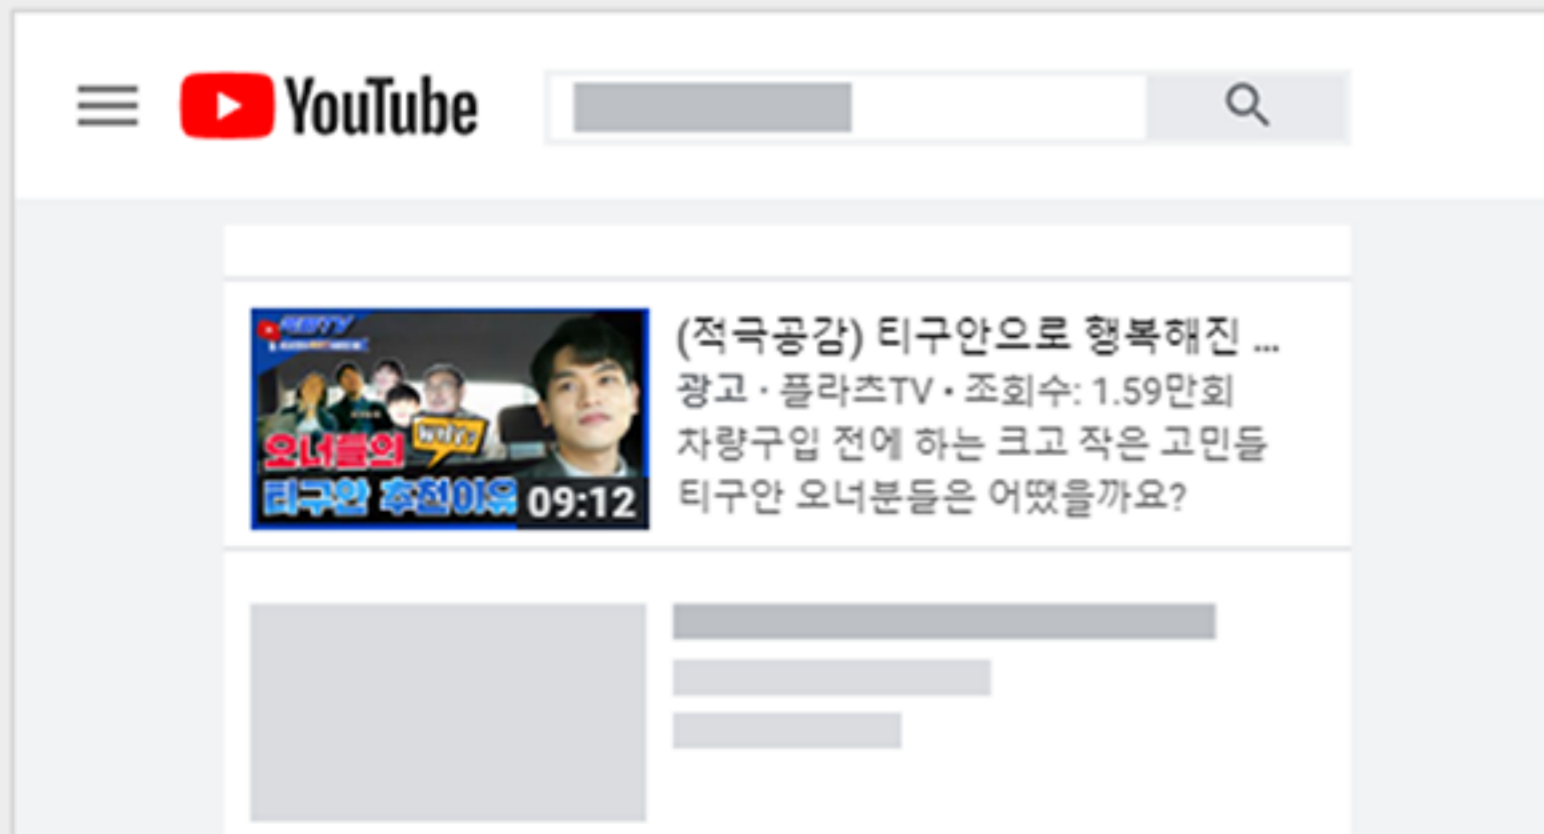 YouTube
(적극공감) 티구안으로 행복해진 ...
광고 · 플라츠TV • 조회수: 1.59만회
차량구입 전에 하는 크고 작은 고민들
티구안 오너분들은 어땠을까요?
오너들의
WHY?
티구안 추천이유
09:12